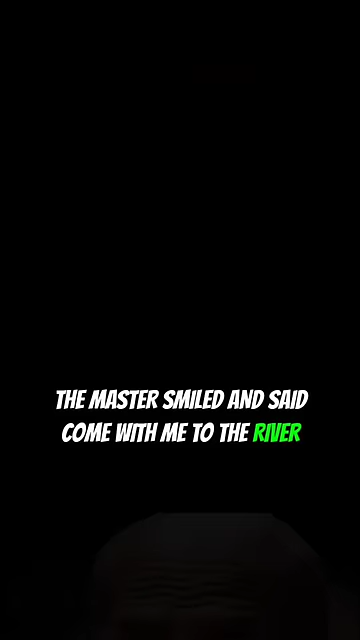 THE MASTER SMILED AND SAID
COME WITH ME TO THE RIVER